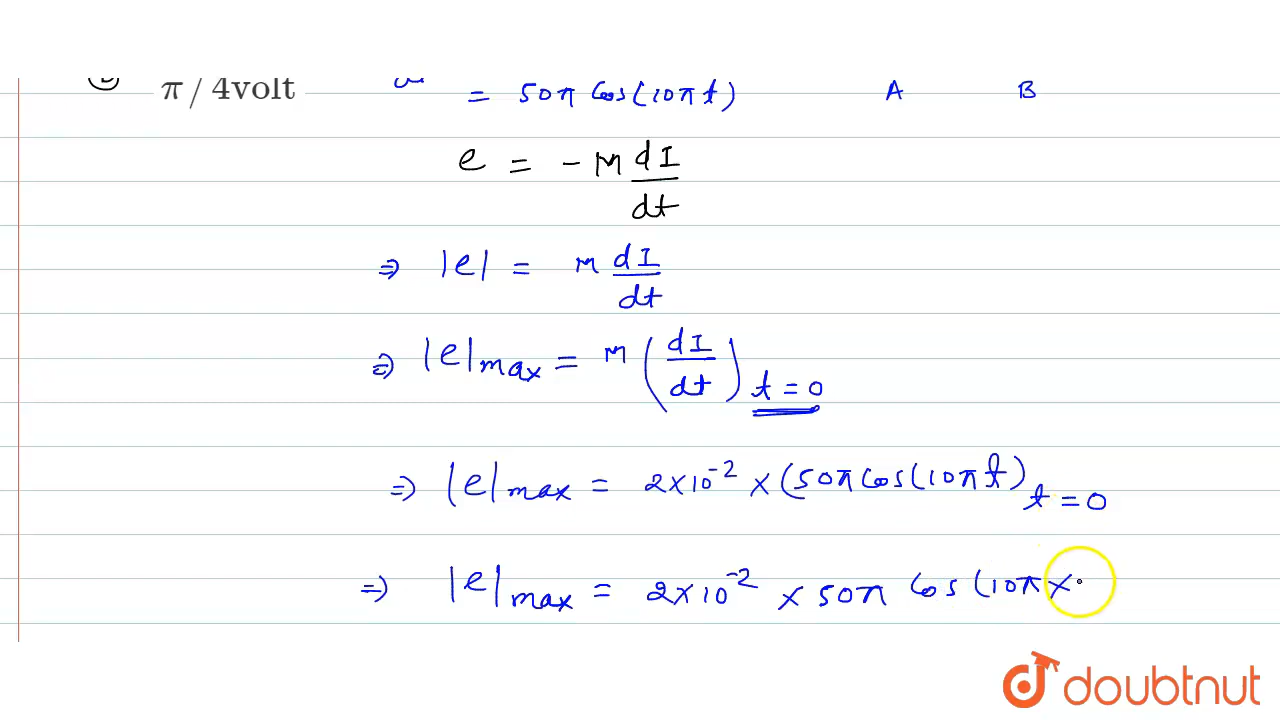 π / 4volt
= 50π cos(10πt) A B
e = -M dI/dt
⇒ |e| = M dI/dt
⇒ |e|max = M (dI/dt) t=0
⇒ |e|max = 2×10⁻² × (50π cos(10πt) t=0
⇒ |e|max = 2×10⁻² × 50π cos(10π×
doubtnut